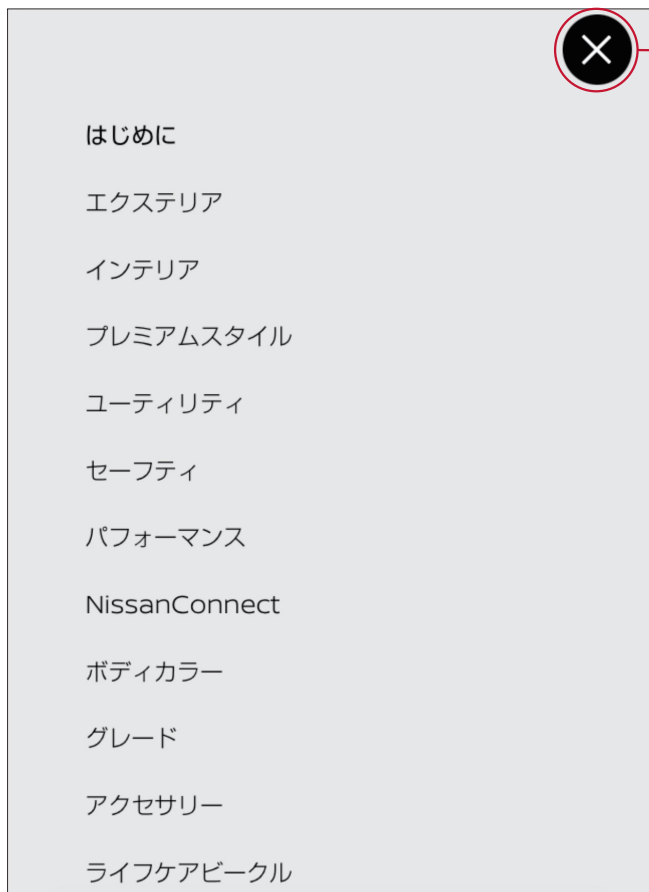 はじめに
エクステリア
インテリア
プレミアムスタイル
ユーティリティ
セーフティ
パフォーマンス
NissanConnect
ボディカラー
グレード
アクセサリー
ライフケアビークル